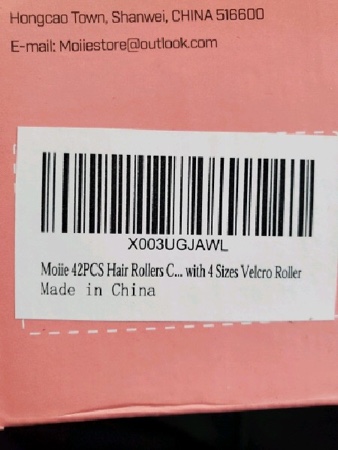 Hongcao Town, Shanwei, CHINA 516600
E-mail: Moiiestore@outlook.com
X003UGJAWL
Moiie 42PCS Hair Rollers C... with 4 Sizes Velcro Roller
Made in China